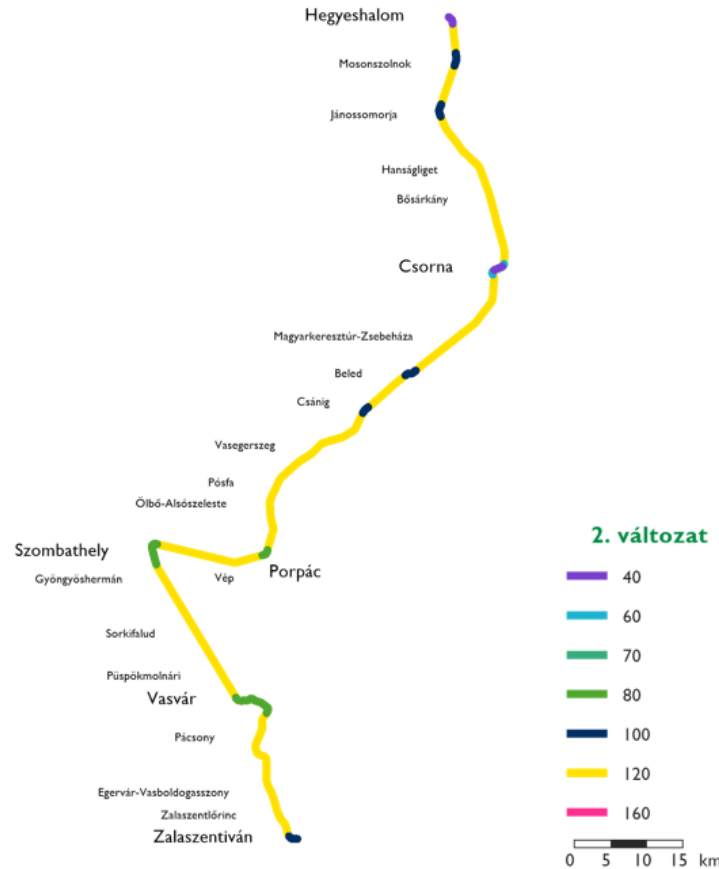 Hegyeshalom
Mosonszolnok
Jánossomorja
Hanságliget
Bősárkány
Csorna
Magyarkeresztúr-Zsebeháza
Beled
Csánig
Vasegerszeg
Pósfa
Ölbő-Alsószeleste
Szombathely
Porpác
Vép
Gyöngyöshermán
Sorkifalud
Püspökmolnári
Vasvár
Pácsony
Egervár-Vasboldogasszony
Zalaszentlőrinc
Zalaszentiván
2. változat
40
60
70
80
100
120
160
0 5 10 15 km